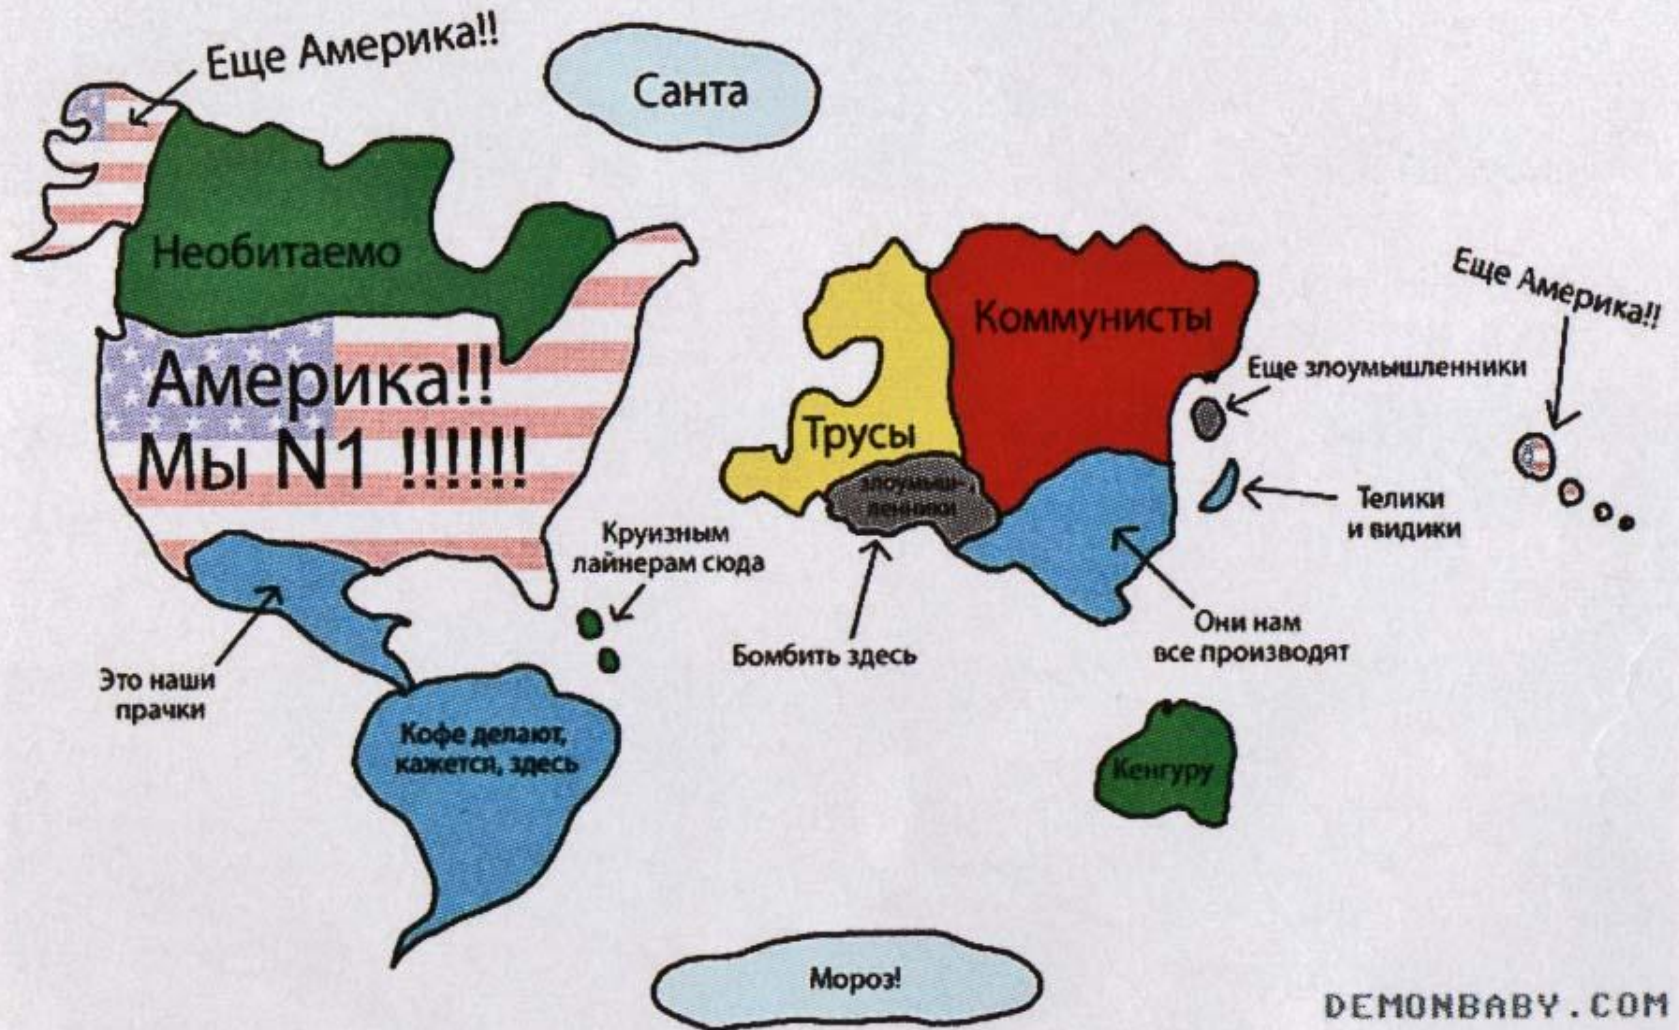 Еще Америка!!
Санта
Необитаемо
Америка!!
Мы N1 !!!!!!
Коммунисты
Еще Америка!!
Еще злоумышленники
Трусы
злоумыш-
ленники
Телики
и видики
Круизным
лайнерам сюда
Бомбить здесь
Они нам
все производят
Это наши
прачки
Кофе делают,
кажется, здесь
Кенгуру
Мороз!
DEMONBABY.COM